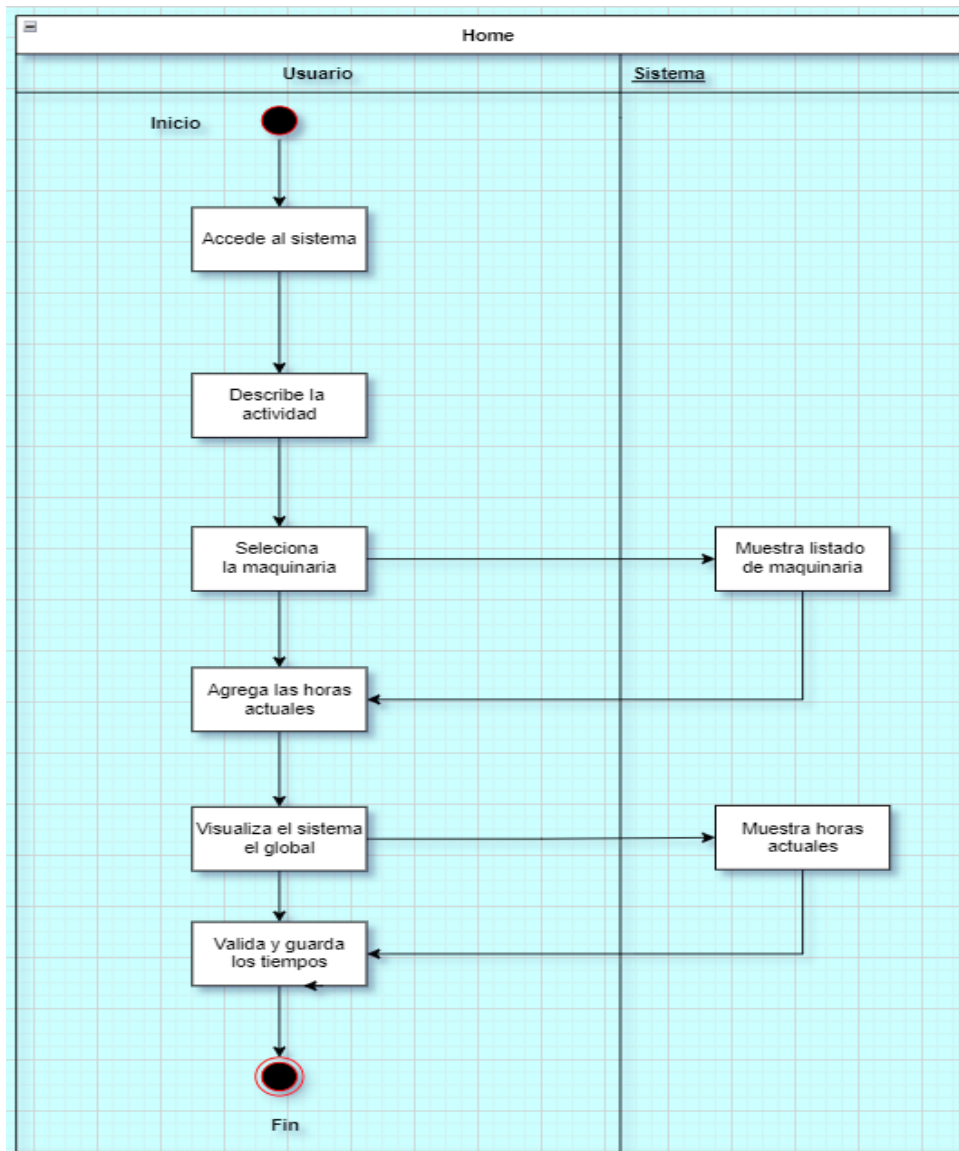 Home
Usuario
Sistema
Inicio
Accede al sistema
Describe la
actividad
Seleciona
la maquinaria
Muestra listado
de maquinaria
Agrega las horas
actuales
Visualiza el sistema
el global
Muestra horas
actuales
Valida y guarda
los tiempos
Fin